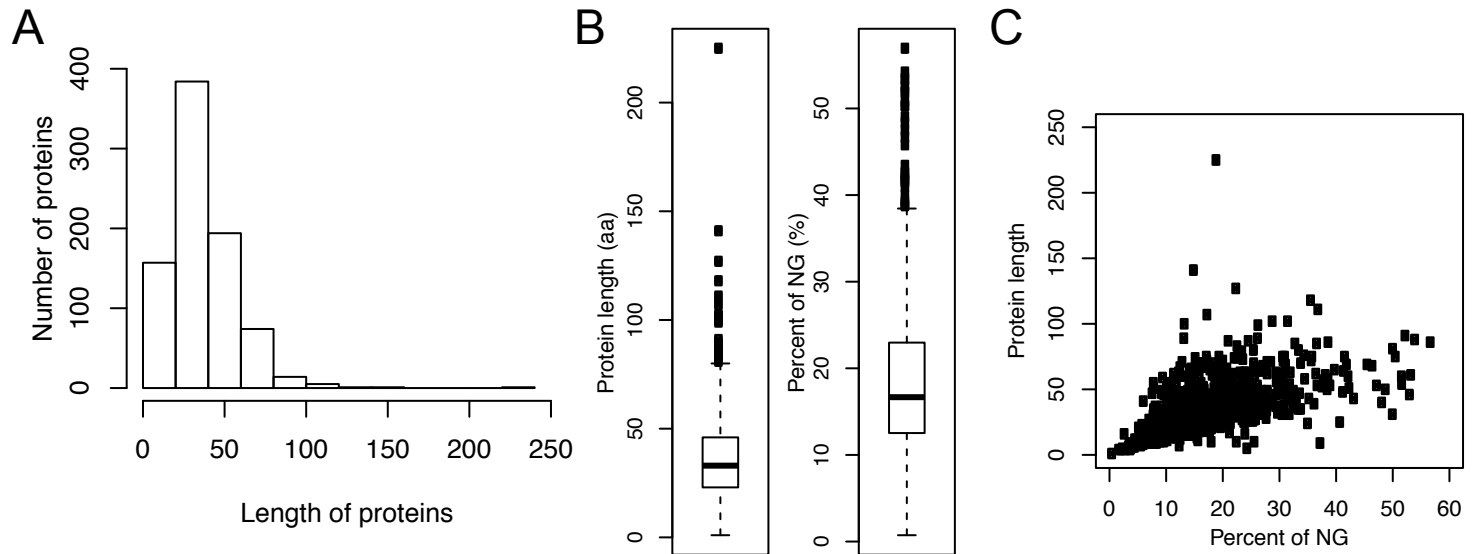 A
Number of proteins
400
300
200
100
0
0 50 100 150 200 250
Length of proteins
B
Protein length (aa)
200
150
100
50
0
Percent of NG (%)
50
40
30
20
10
0
C
Protein length
250
200
150
100
50
0
0 10 20 30 40 50 60
Percent of NG